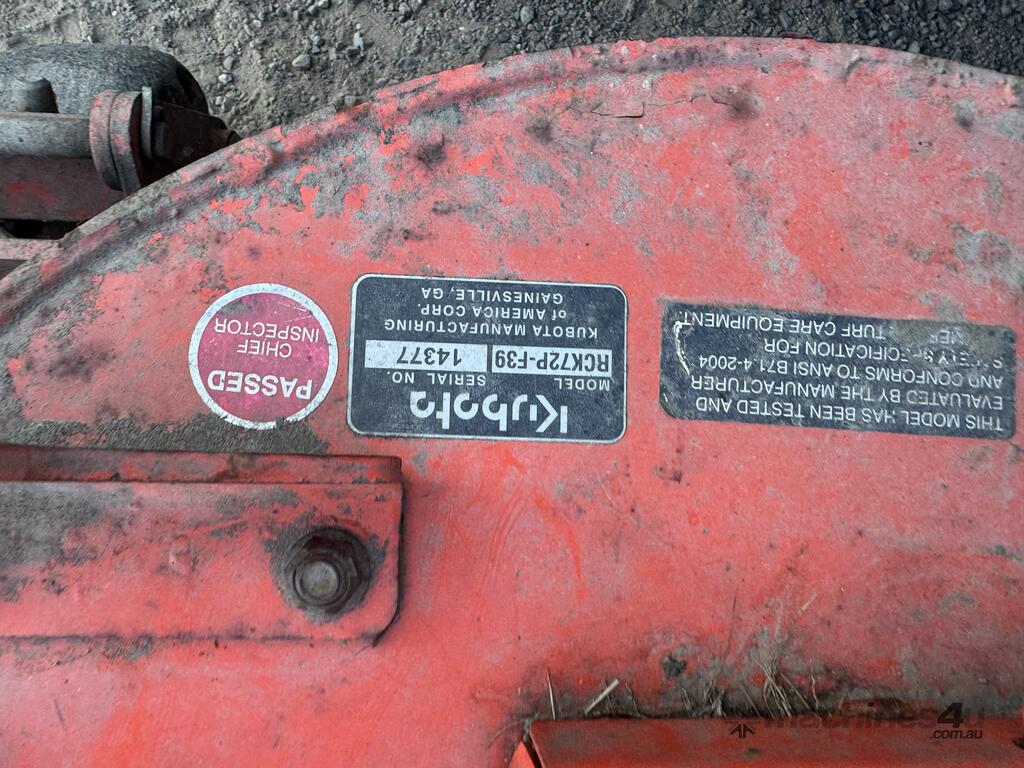 Kubota
MODEL SERIAL NO.
RCK72P-F39 14377
KUBOTA MANUFACTURING
of AMERICA CORP.
GAINESVILLE, GA
PASSED
CHIEF
INSPECTOR
THIS MODEL HAS BEEN TESTED AND
EVALUATED BY THE MANUFACTURER
AND CONFORMS TO ANSI B71.4-2004
SAFETY SPECIFICATION FOR
TURF CARE EQUIPMENT.
machines4u
.com.au